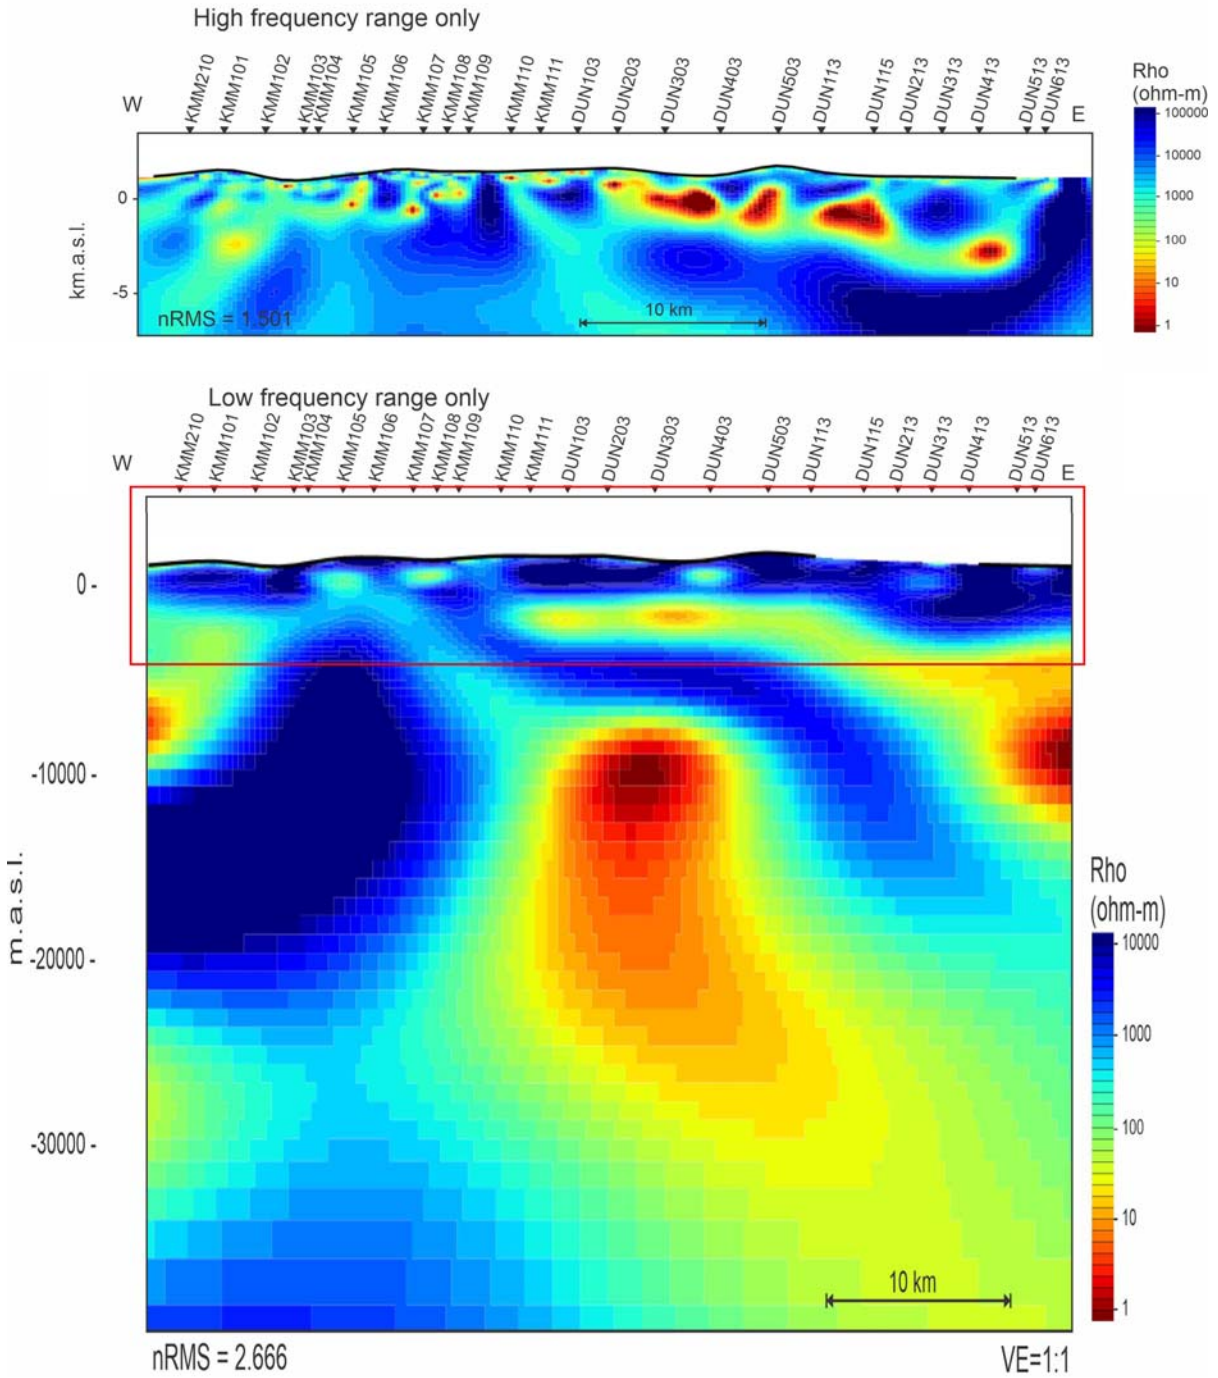 High frequency range only
KMM210 KMM101 KMM102 KMM103 KMM104 KMM105 KMM106 KMM107 KMM108 KMM109 KMM110 KMM111 DUN103 DUN203 DUN303 DUN403 DUN503 DUN113 DUN115 DUN213 DUN313 DUN413 DUN513 DUN613
W E
Rho
(ohm-m)
100000
10000
1000
100
10
1
km.a.s.l.
0
-5
nRMS = 1.501
10 km
Low frequency range only
KMM210 KMM101 KMM102 KMM103 KMM104 KMM105 KMM106 KMM107 KMM108 KMM109 KMM110 KMM111 DUN103 DUN203 DUN303 DUN403 DUN503 DUN113 DUN115 DUN213 DUN313 DUN413 DUN513 DUN613
W E
m.a.s.l.
0 -
-10000 -
-20000 -
-30000 -
Rho
(ohm-m)
10000
1000
100
10
1
10 km
nRMS = 2.666 VE=1:1